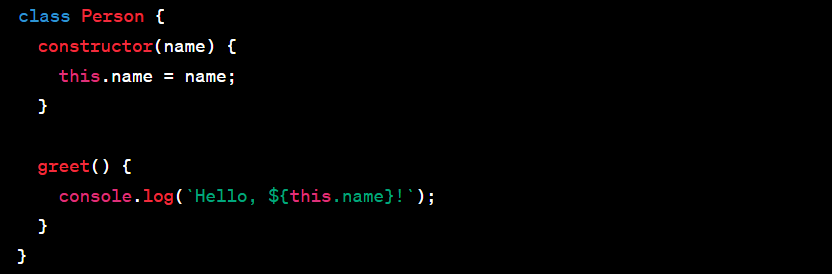 class Person {
  constructor(name) {
    this.name = name;
  }

  greet() {
    console.log(`Hello, ${this.name}!`);
  }
}